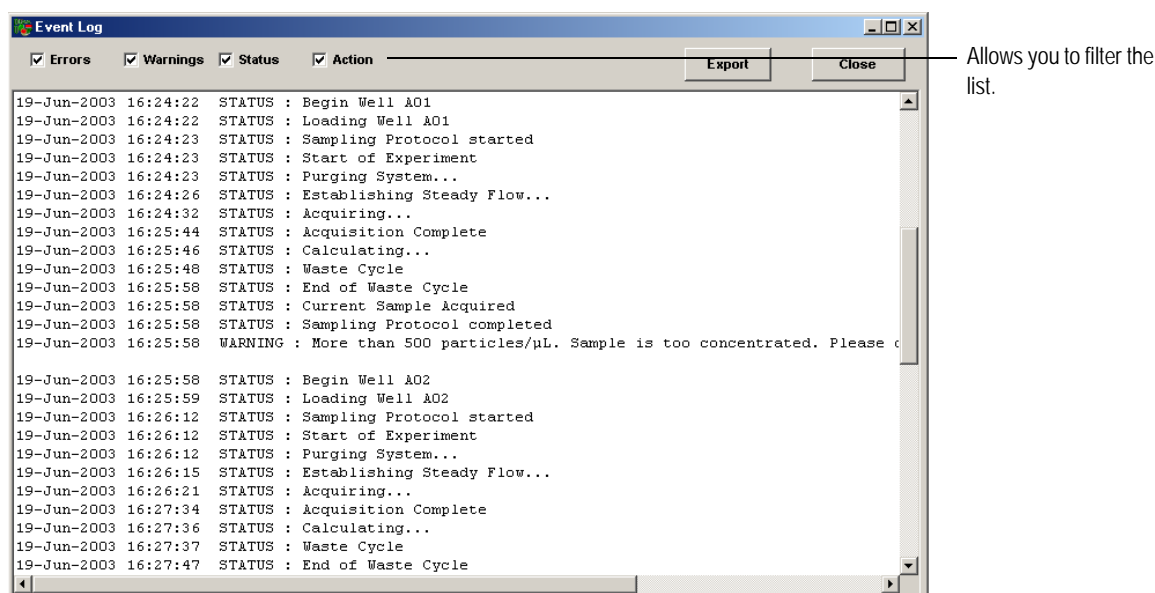 Event Log
Errors Warnings Status Action Export Close
Allows you to filter the
list.
19-Jun-2003 16:24:22 STATUS : Begin Well A01
19-Jun-2003 16:24:22 STATUS : Loading Well A01
19-Jun-2003 16:24:23 STATUS : Sampling Protocol started
19-Jun-2003 16:24:23 STATUS : Start of Experiment
19-Jun-2003 16:24:23 STATUS : Purging System...
19-Jun-2003 16:24:26 STATUS : Establishing Steady Flow...
19-Jun-2003 16:24:32 STATUS : Acquiring...
19-Jun-2003 16:25:44 STATUS : Acquisition Complete
19-Jun-2003 16:25:46 STATUS : Calculating...
19-Jun-2003 16:25:48 STATUS : Waste Cycle
19-Jun-2003 16:25:58 STATUS : End of Waste Cycle
19-Jun-2003 16:25:58 STATUS : Current Sample Acquired
19-Jun-2003 16:25:58 STATUS : Sampling Protocol completed
19-Jun-2003 16:25:58 WARNING : More than 500 particles/µL. Sample is too concentrated. Please
19-Jun-2003 16:25:58 STATUS : Begin Well A02
19-Jun-2003 16:25:59 STATUS : Loading Well A02
19-Jun-2003 16:26:12 STATUS : Sampling Protocol started
19-Jun-2003 16:26:12 STATUS : Start of Experiment
19-Jun-2003 16:26:12 STATUS : Purging System...
19-Jun-2003 16:26:15 STATUS : Establishing Steady Flow...
19-Jun-2003 16:26:21 STATUS : Acquiring...
19-Jun-2003 16:27:34 STATUS : Acquisition Complete
19-Jun-2003 16:27:36 STATUS : Calculating...
19-Jun-2003 16:27:37 STATUS : Waste Cycle
19-Jun-2003 16:27:47 STATUS : End of Waste Cycle